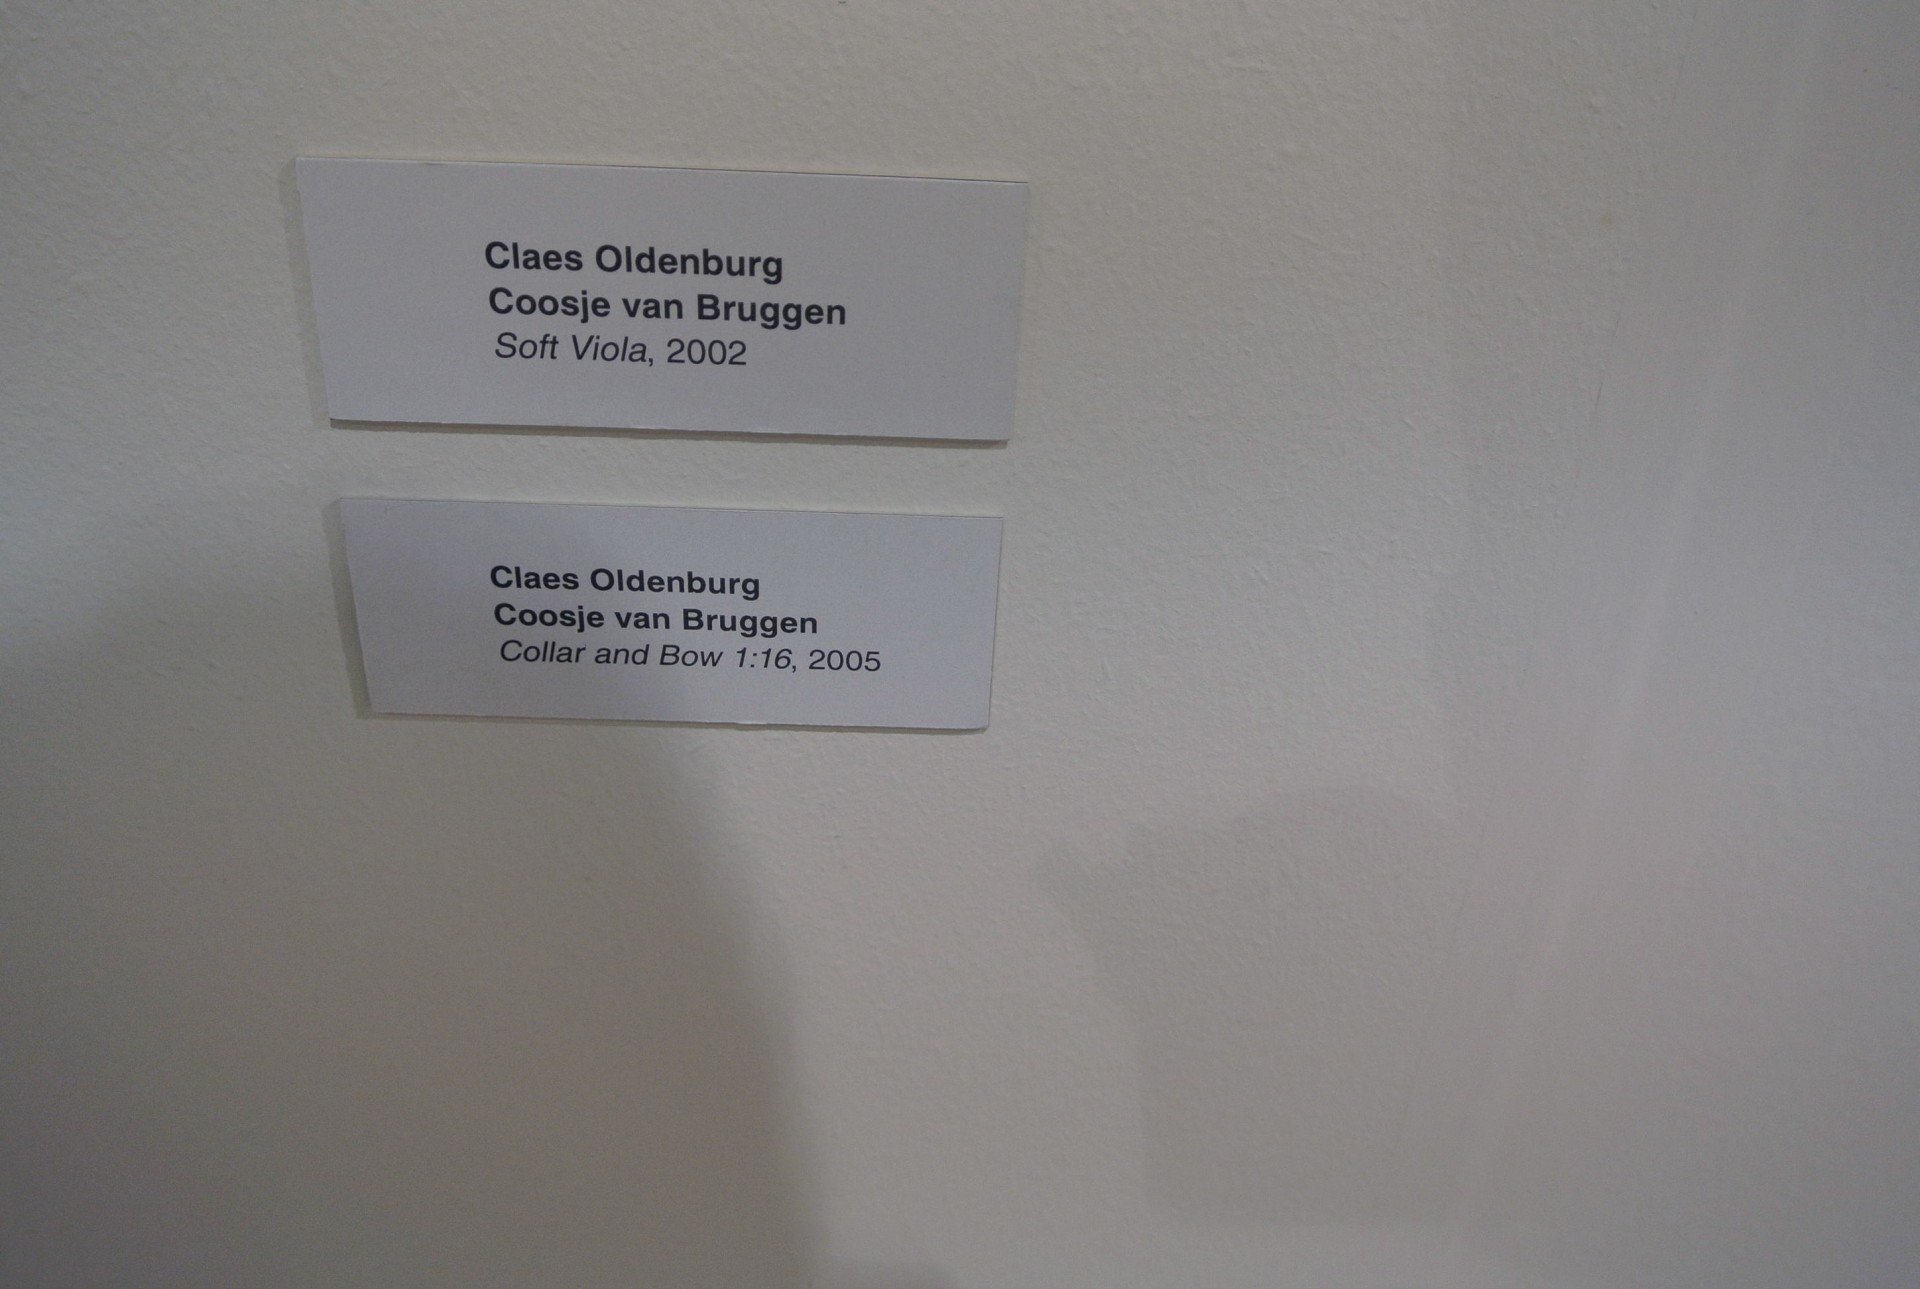 Claes Oldenburg
Coosje van Bruggen
Soft Viola, 2002
Claes Oldenburg
Coosje van Bruggen
Collar and Bow 1:16, 2005